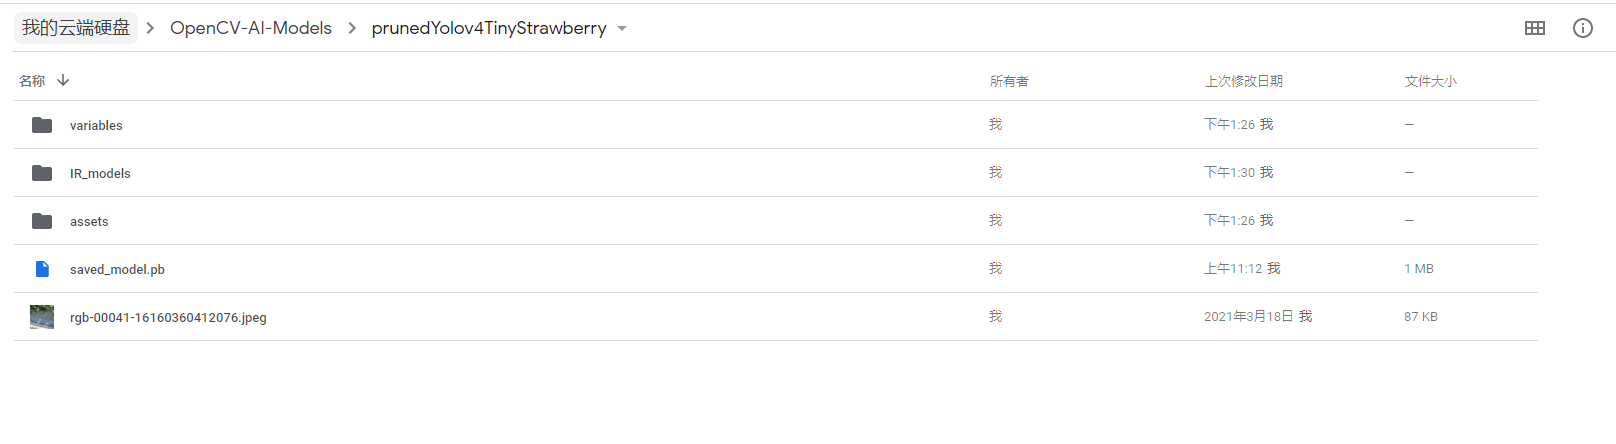 我的云端硬盘 > OpenCV-AI-Models > prunedYolov4TinyStrawberry
名称 所有者 上次修改日期 文件大小
variables 我 下午1:26 我 —
IR_models 我 下午1:30 我 —
assets 我 下午1:26 我 —
saved_model.pb 我 上午11:12 我 1 MB
rgb-00041-16160360412076.jpeg 我 2021年3月18日 我 87 KB